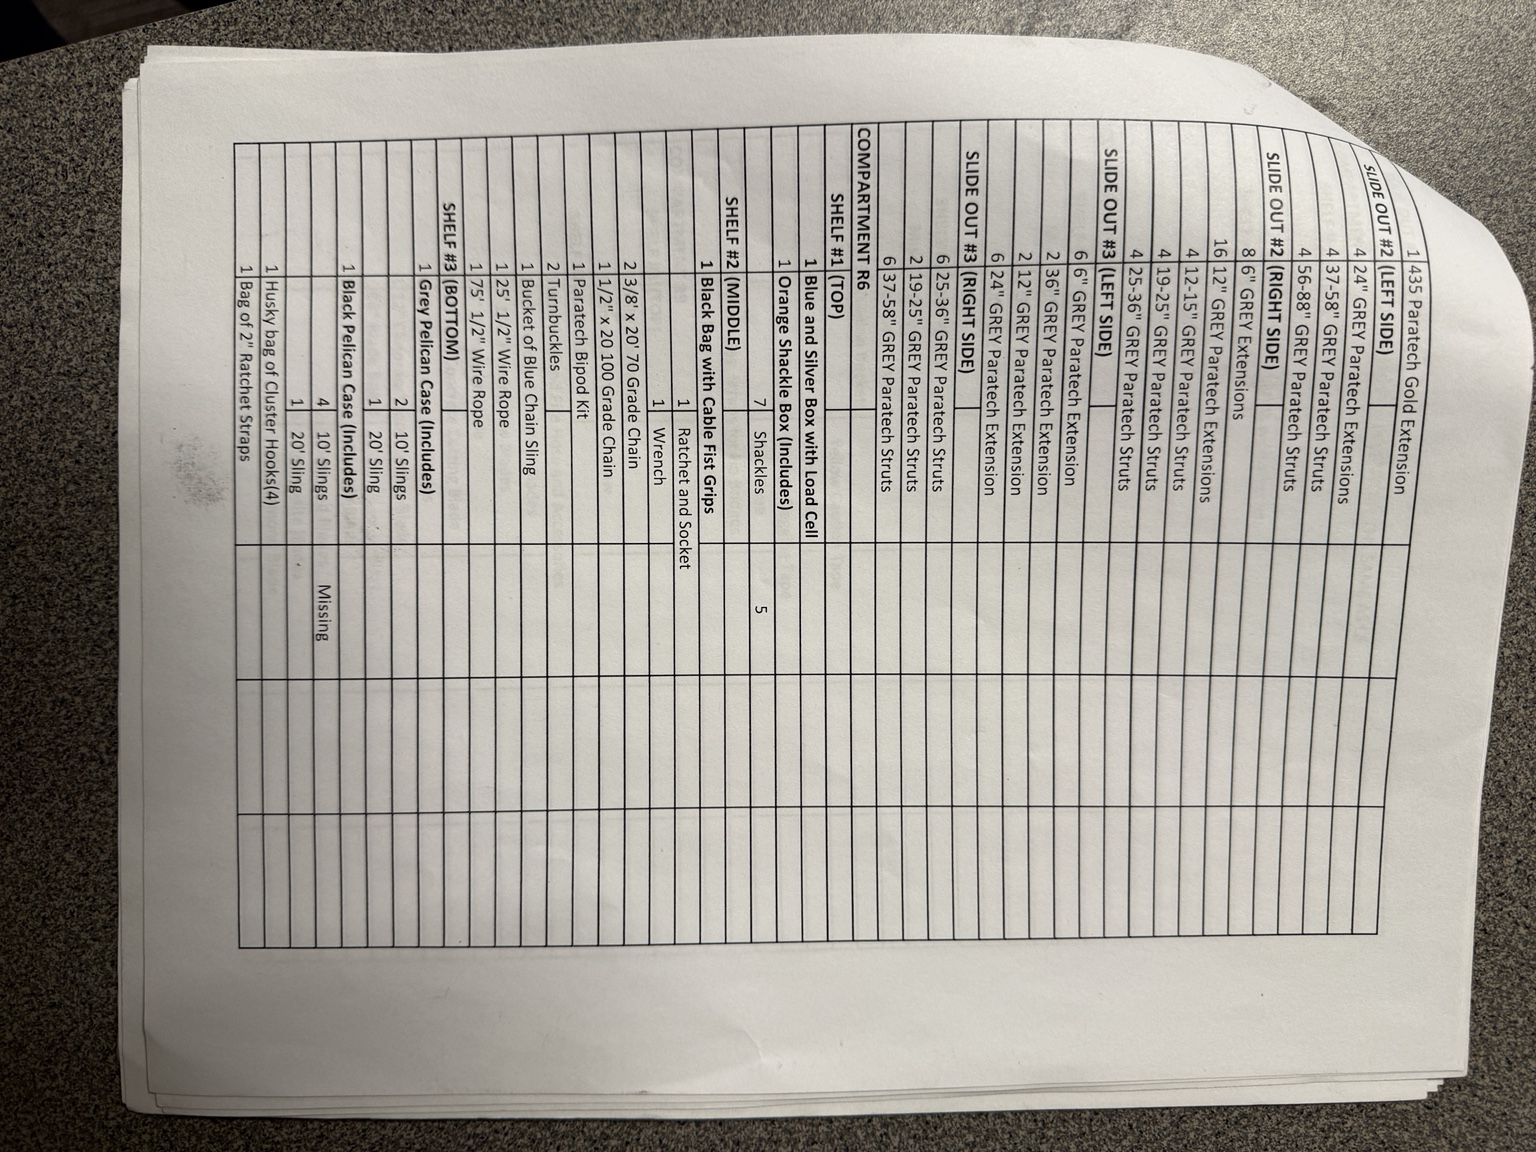 1 435 Paratech Gold Extension
SLIDE OUT #2 (LEFT SIDE)
4 24" GREY Paratech Extensions
4 37-58" GREY Paratech Struts
4 56-88" GREY Paratech Struts
SLIDE OUT #2 (RIGHT SIDE)
8 6" GREY Extensions
16 12" GREY Paratech Extensions
4 12-15" GREY Paratech Struts
4 19-25" GREY Paratech Struts
4 25-36" GREY Paratech Struts
SLIDE OUT #3 (LEFT SIDE)
6 6" GREY Paratech Extension
2 36" GREY Paratech Extension
2 12" GREY Paratech Extension
6 24" GREY Paratech Extension
SLIDE OUT #3 (RIGHT SIDE)
6 25-36" GREY Paratech Struts
2 19-25" GREY Paratech Struts
6 37-58" GREY Paratech Struts
COMPARTMENT R6
SHELF #1 (TOP)
1 Blue and Silver Box with Load Cell
1 Orange Shackle Box (Includes)
7 Shackles 5
SHELF #2 (MIDDLE)
1 Black Bag with Cable Fist Grips
1 Ratchet and Socket
1 Wrench
2 3/8' x 20' 70 Grade Chain
1 1/2" x 20 100 Grade Chain
1 Paratech Bipod Kit
2 Turnbuckles
1 Bucket of Blue Chain Sling
1 25' 1/2" Wire Rope
1 75' 1/2" Wire Rope
SHELF #3 (BOTTOM)
1 Grey Pelican Case (Includes)
2 10' Slings
1 20' Sling
1 Black Pelican Case (Includes)
4 10' Slings Missing
1 20' Sling
1 Husky bag of Cluster Hooks(4)
1 Bag of 2" Ratchet Straps